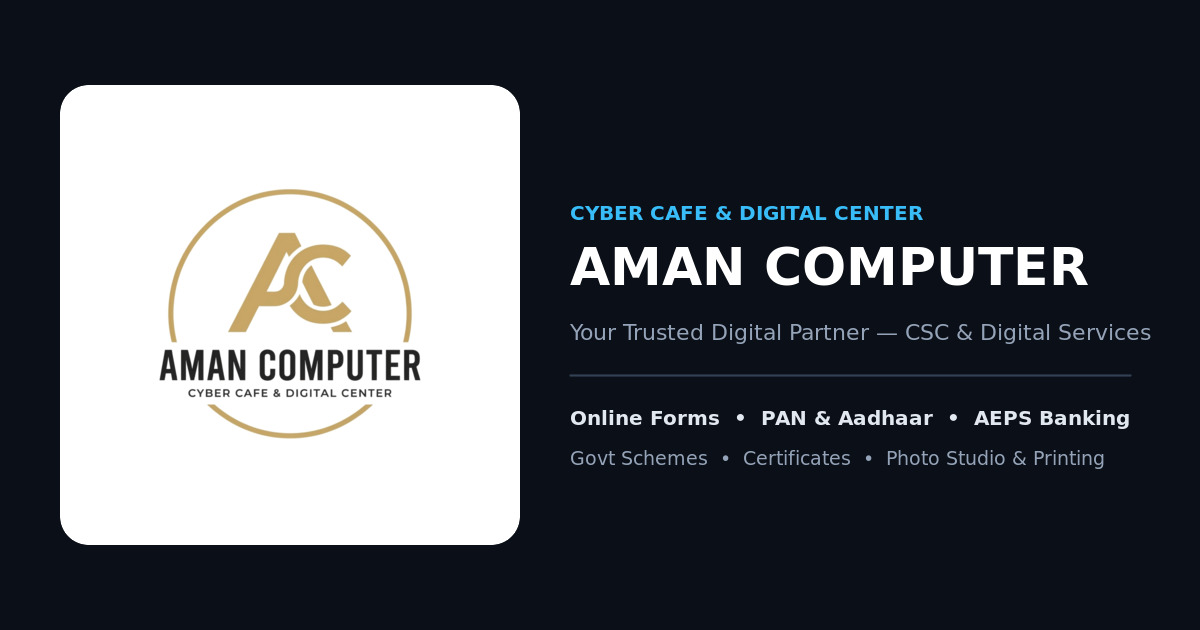 AC
AMAN COMPUTER
CYBER CAFE & DIGITAL CENTER
CYBER CAFE & DIGITAL CENTER
AMAN COMPUTER
Your Trusted Digital Partner — CSC & Digital Services
Online Forms • PAN & Aadhaar • AEPS Banking
Govt Schemes • Certificates • Photo Studio & Printing